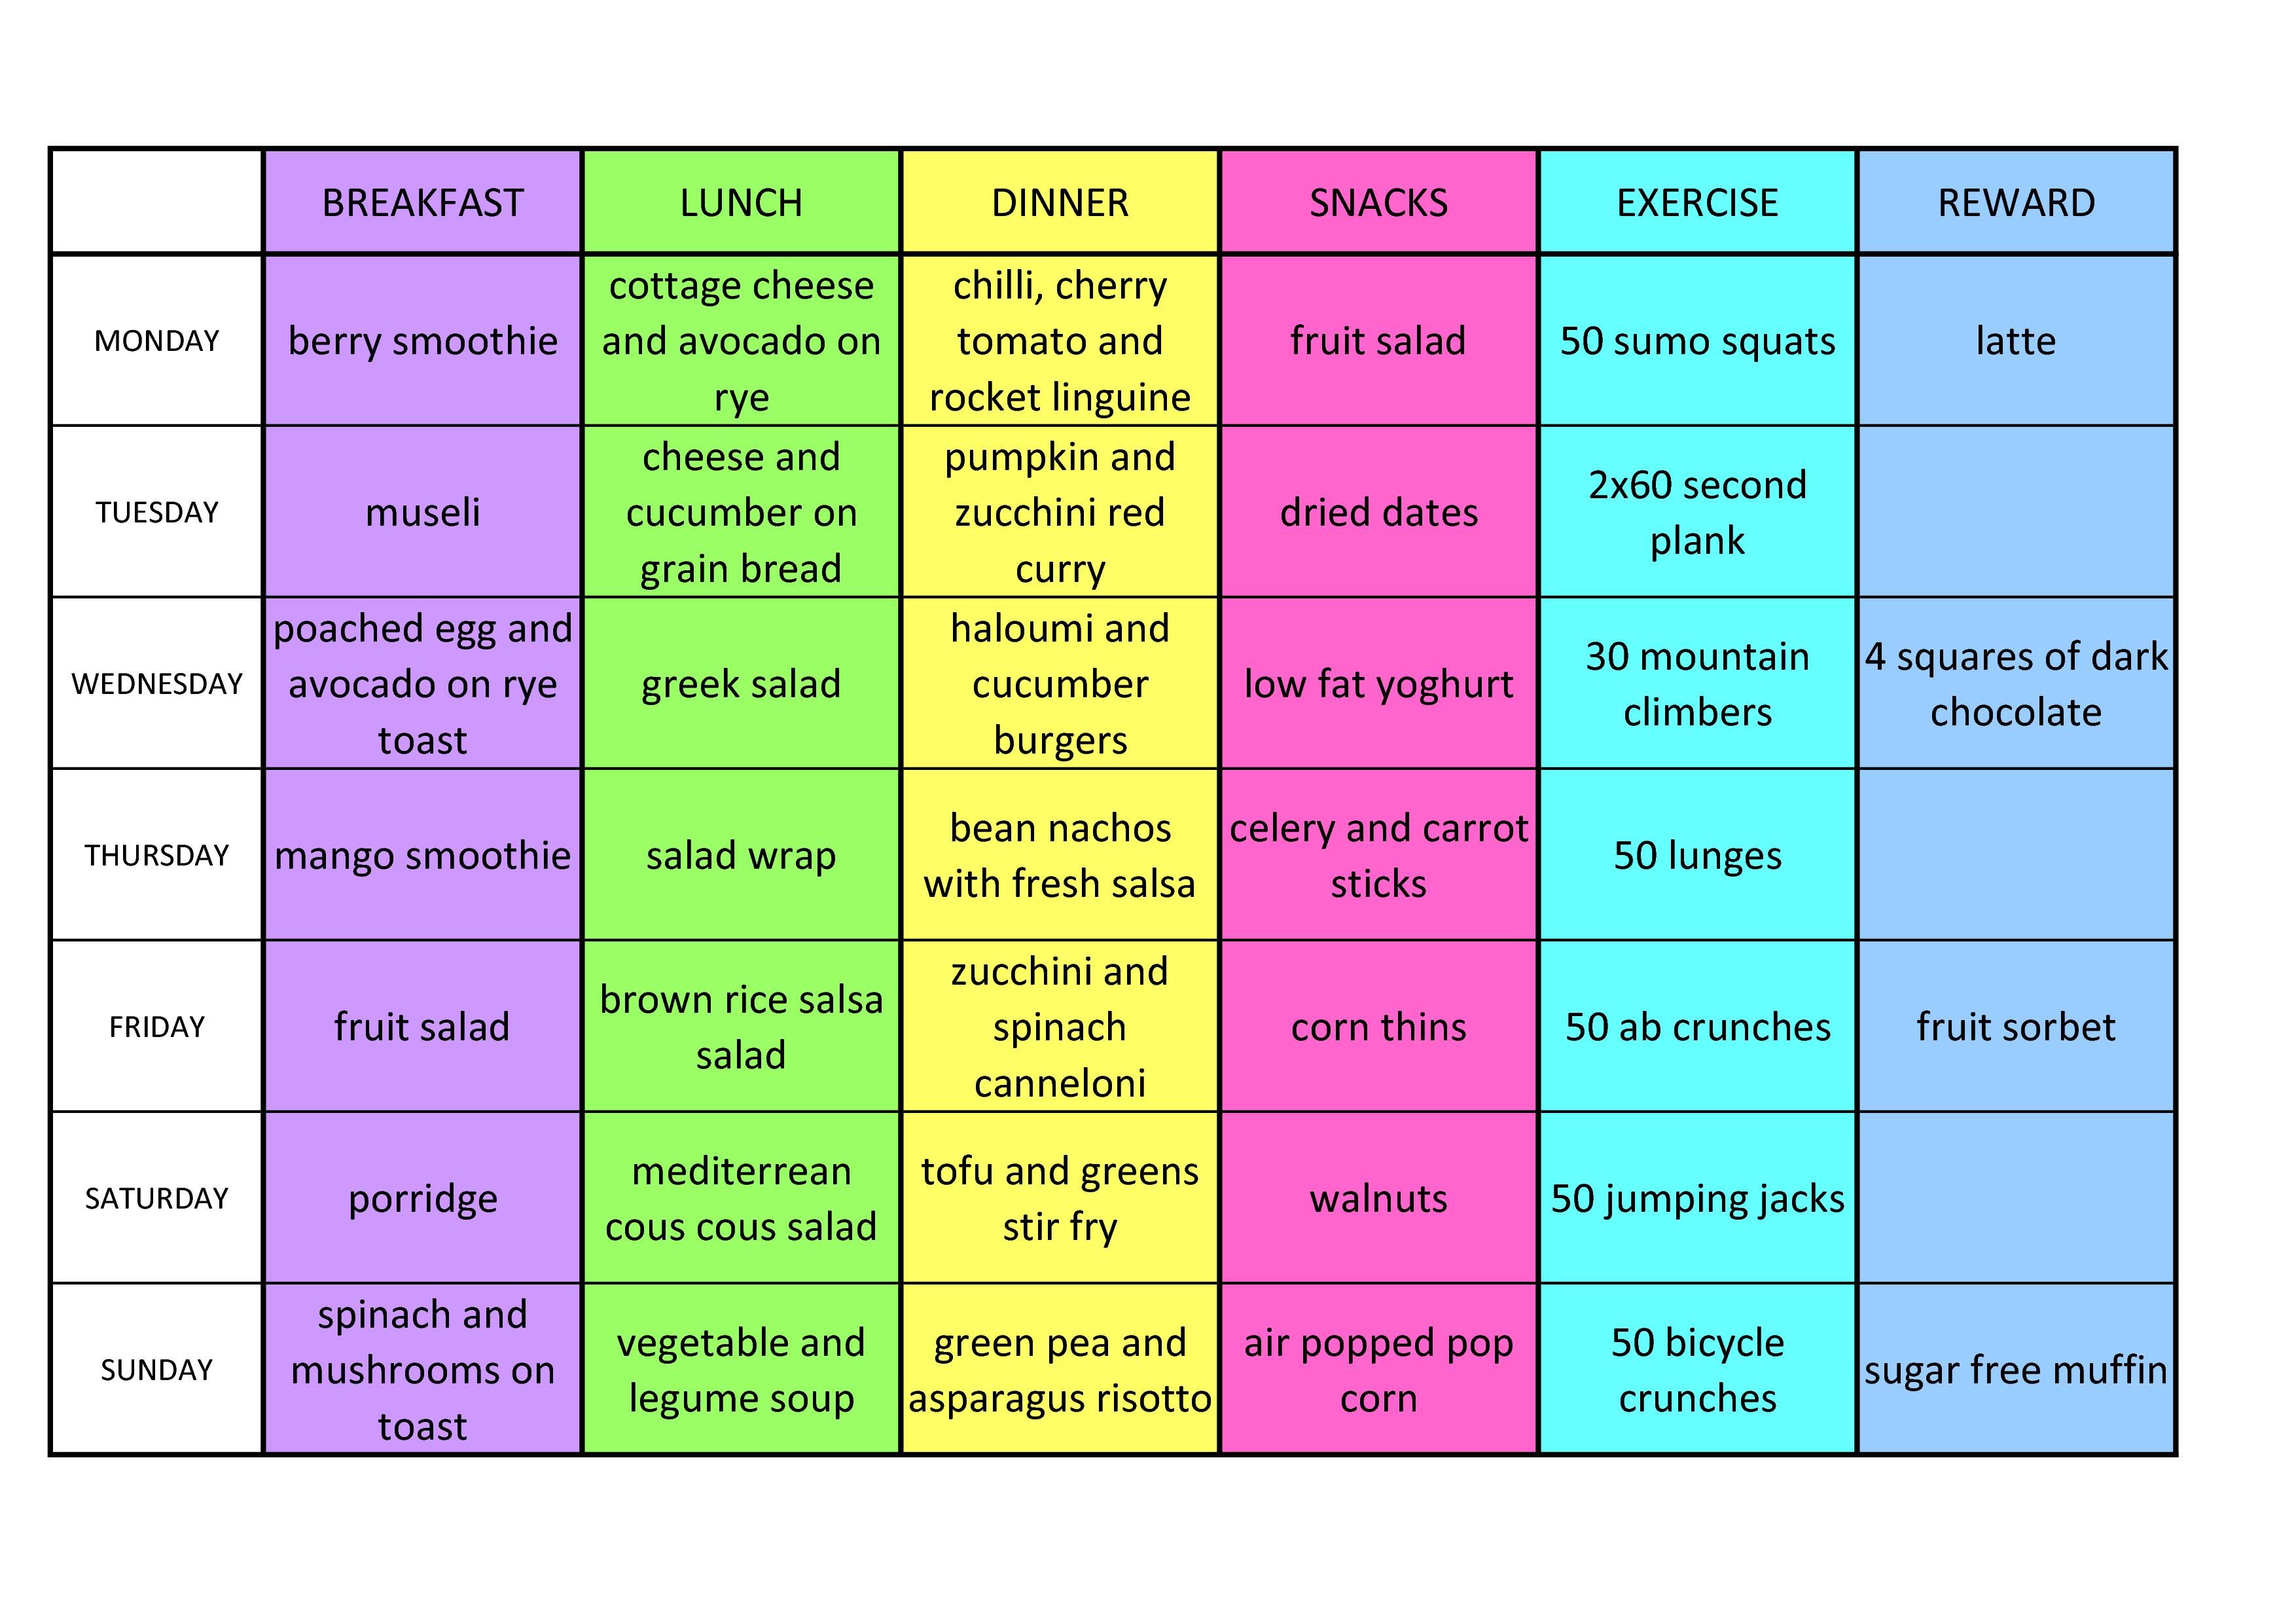 BREAKFAST LUNCH DINNER SNACKS EXERCISE REWARD
MONDAY
berry smoothie
cottage cheese
and avocado on
rye
chilli, cherry
tomato and
rocket linguine
fruit salad
50 sumo squats
latte
TUESDAY
museli
cheese and
cucumber on
grain bread
pumpkin and
zucchini red
curry
dried dates
2x60 second
plank
WEDNESDAY
poached egg and
avocado on rye
toast
greek salad
haloumi and
cucumber
burgers
low fat yoghurt
30 mountain
climbers
4 squares of dark
chocolate
THURSDAY
mango smoothie
salad wrap
bean nachos
with fresh salsa
celery and carrot
sticks
50 lunges
FRIDAY
fruit salad
brown rice salsa
salad
zucchini and
spinach
canneloni
corn thins
50 ab crunches
fruit sorbet
SATURDAY
porridge
mediterrean
cous cous salad
tofu and greens
stir fry
walnuts
50 jumping jacks
SUNDAY
spinach and
mushrooms on
toast
vegetable and
legume soup
green pea and
asparagus risotto
air popped pop
corn
50 bicycle
crunches
sugar free muffin